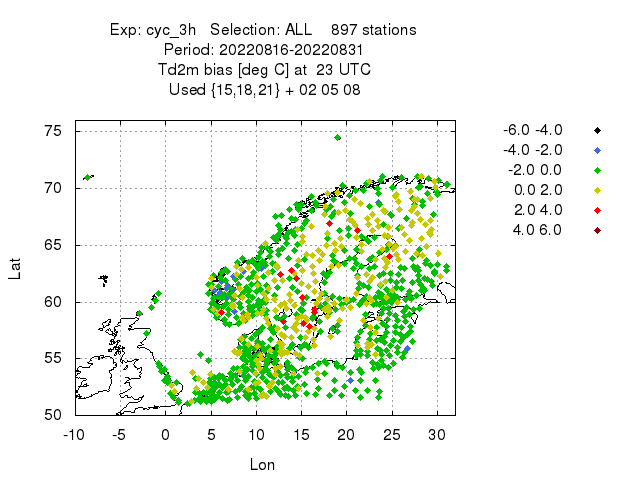 Exp: cyc_3h   Selection: ALL    897 stations
Period: 20220816-20220831
Td2m bias [deg C] at  23 UTC
Used {15,18,21} + 02 05 08
75
70
65
60
55
50
-10 -5 0 5 10 15 20 25 30
Lat
Lon
-6.0 -4.0
-4.0 -2.0
-2.0 0.0
0.0 2.0
2.0 4.0
4.0 6.0